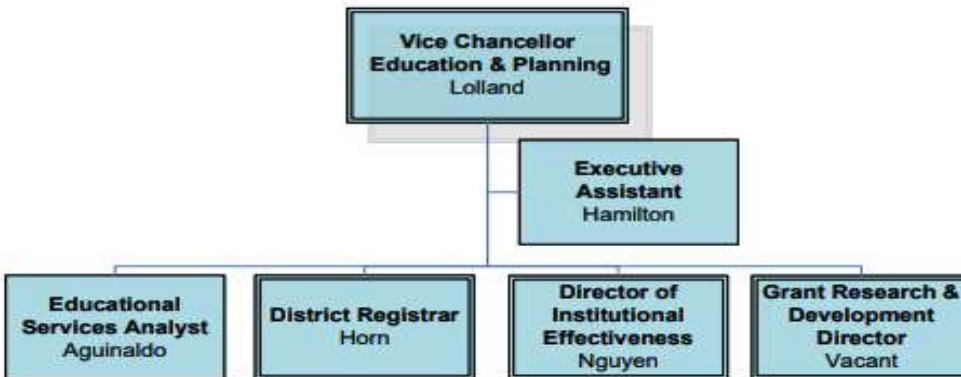 Vice Chancellor
Education & Planning
Lolland
Executive
Assistant
Hamilton
Educational
Services Analyst
Aguinaldo
District Registrar
Horn
Director of
Institutional
Effectiveness
Nguyen
Grant Research &
Development
Director
Vacant